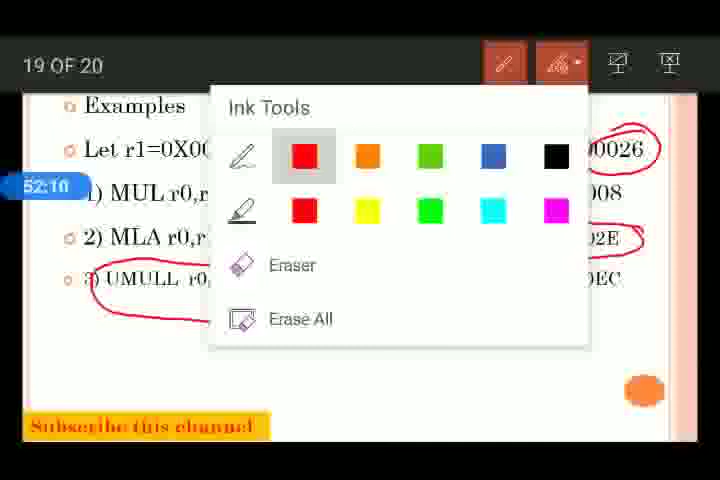 19 OF 20
Ink Tools
Examples
Let r1=0X00 00026
52:10
1) MUL r0,r 008
2) MLA r0,r 02E
3) UMULL r0, 0EC
Eraser
Erase All
Subscribe this channel